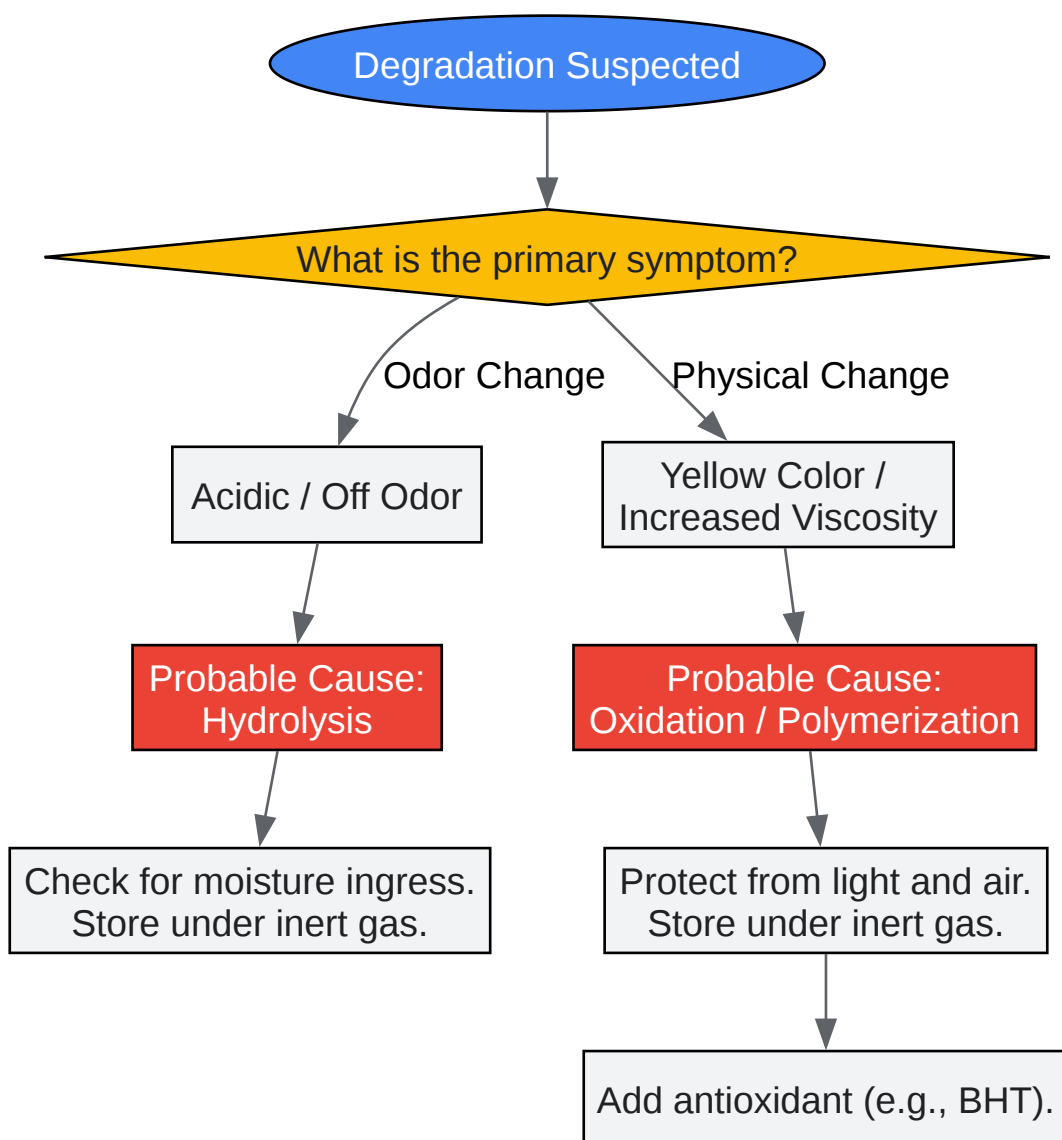 Degradation Suspected
What is the primary symptom?
Odor Change
Physical Change
Acidic / Off Odor
Yellow Color /
Increased Viscosity
Probable Cause:
Hydrolysis
Probable Cause:
Oxidation / Polymerization
Check for moisture ingress.
Store under inert gas.
Protect from light and air.
Store under inert gas.
Add antioxidant (e.g., BHT).